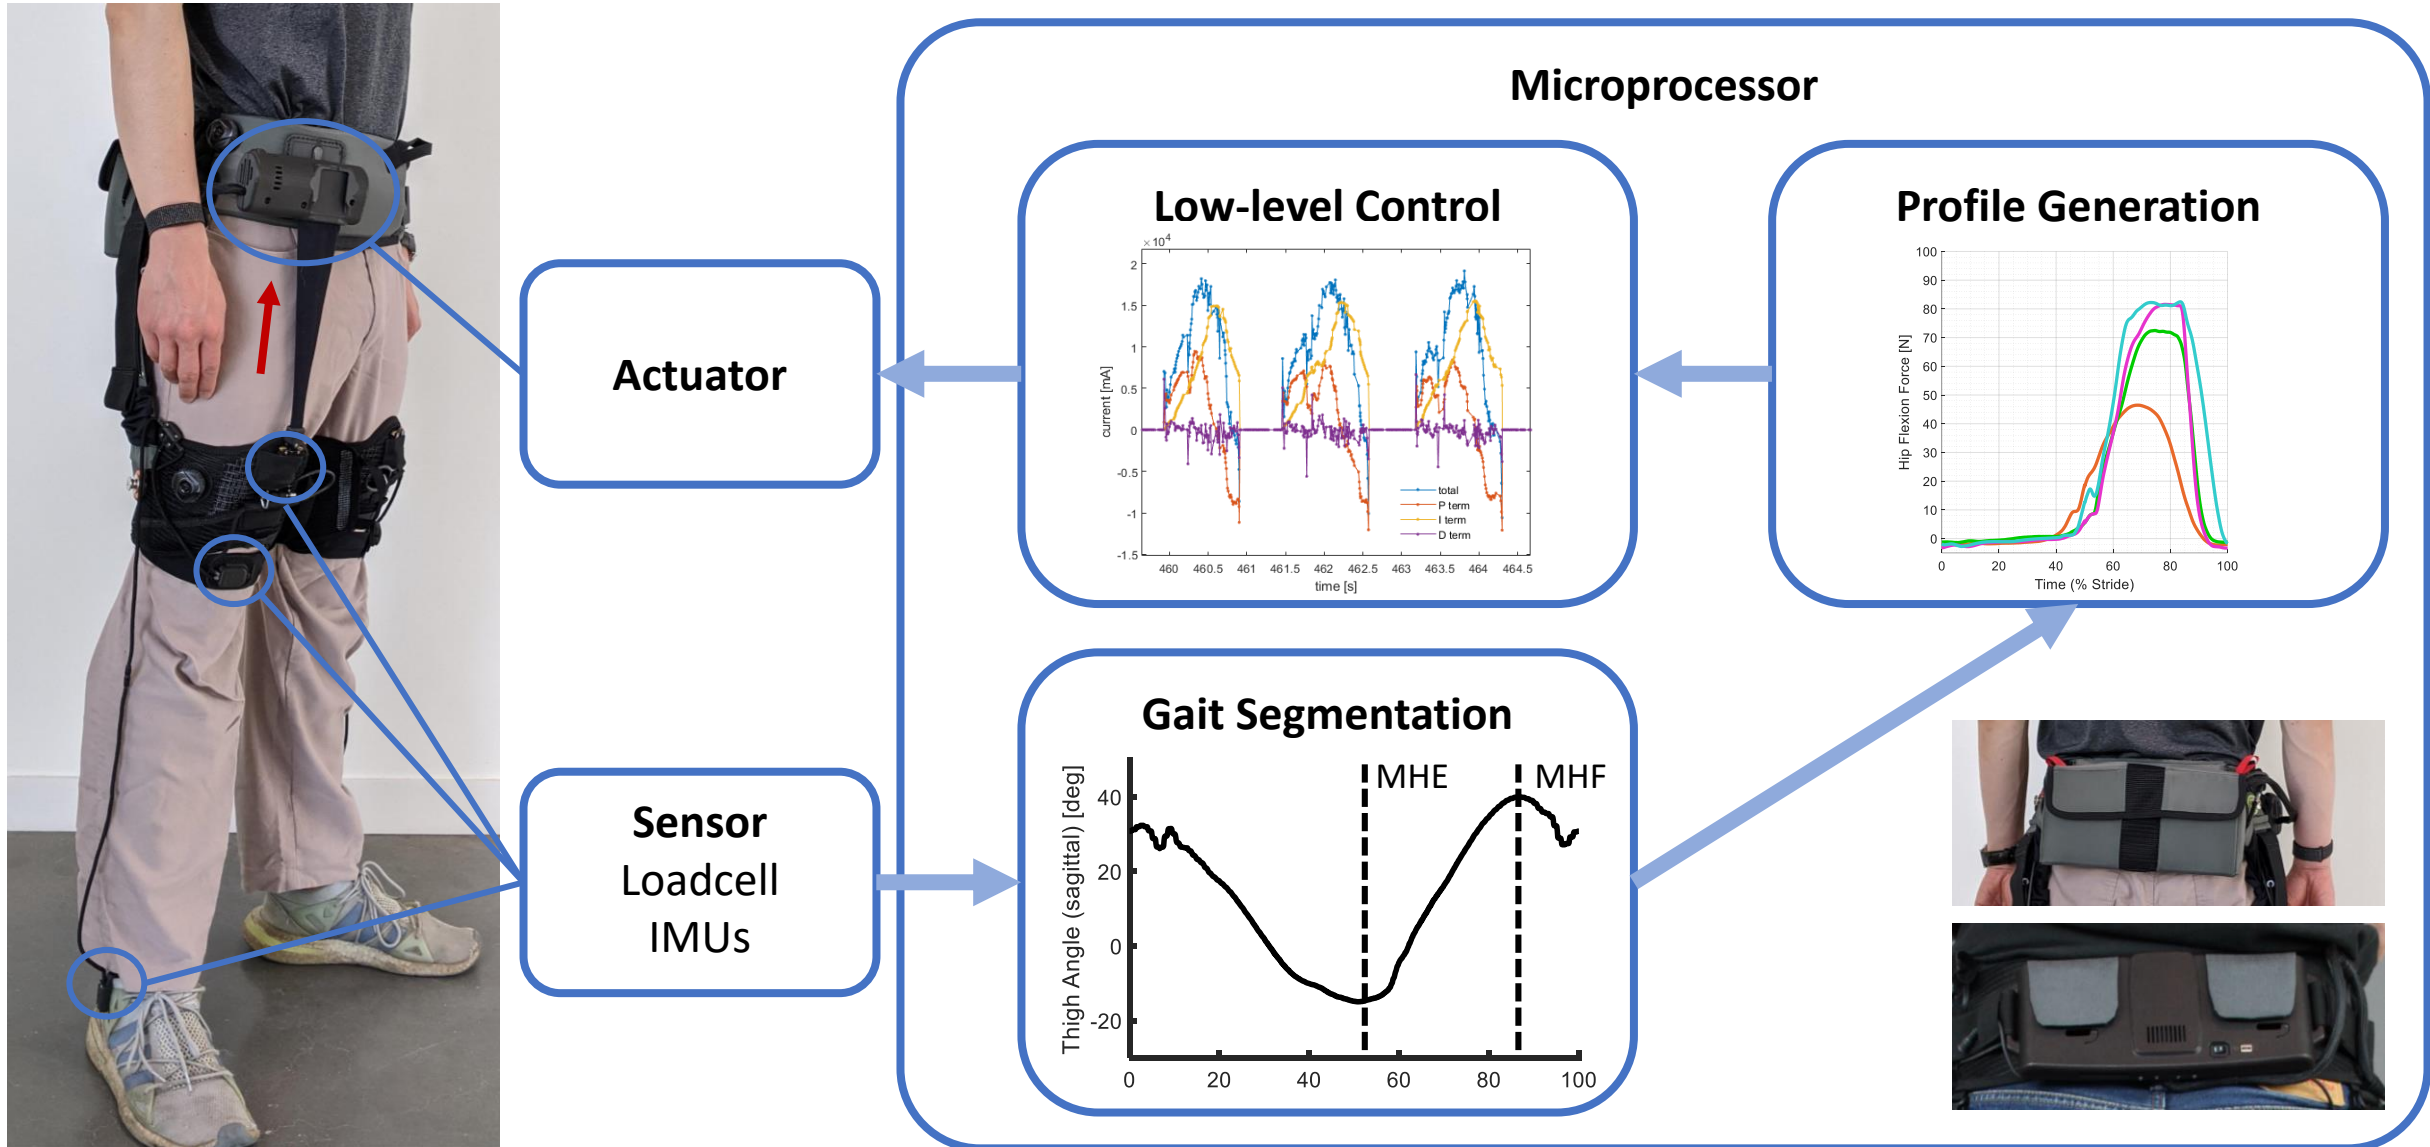 Microprocessor
Low-level Control
×10⁴
2
1.5
1
0.5
0
-0.5
-1
-1.5
current [mA]
total
P term
I term
D term
460 460.5 461 461.5 462 462.5 463 463.5 464 464.5
time [s]
Profile Generation
100
90
80
70
60
50
40
30
20
10
0
Hip Flexion Force [N]
0 20 40 60 80 100
Time (% Stride)
Actuator
Sensor
Loadcell
IMUs
Gait Segmentation
MHE MHF
40
20
0
-20
Thigh Angle (sagittal) [deg]
0 20 40 60 80 100